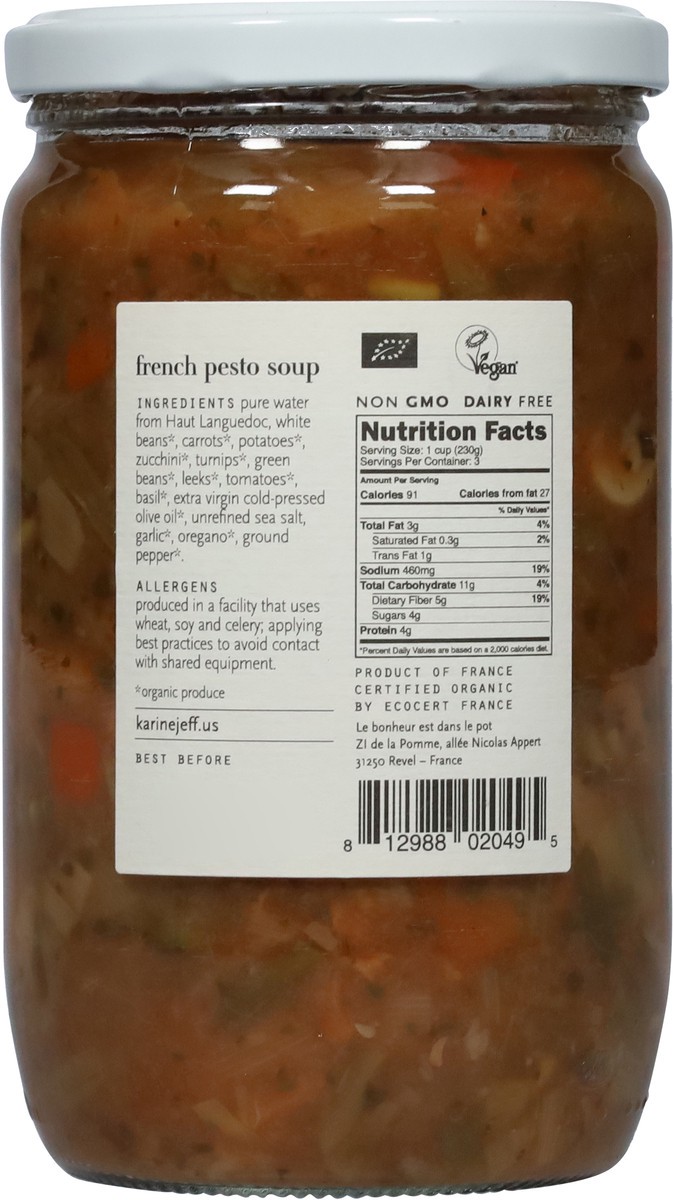 french pesto soup
INGREDIENTS pure water
from Haut Languedoc, white
beans*, carrots*, potatoes*,
zucchini*, turnips*, green
beans*, leeks*, tomatoes*,
basil*, extra virgin cold-pressed
olive oil*, unrefined sea salt,
garlic*, oregano*, ground
pepper*.
ALLERGENS
produced in a facility that uses
wheat, soy and celery; applying
best practices to avoid contact
with shared equipment.
*organic produce
karinejeff.us
BEST BEFORE
Vegan
NON GMO DAIRY FREE
Nutrition Facts
Serving Size: 1 cup (230g)
Servings Per Container: 3
Amount Per Serving
Calories 91 Calories from fat 27
% Daily Values*
Total Fat 3g 4%
Saturated Fat 0.3g 2%
Trans Fat 1g
Sodium 460mg 19%
Total Carbohydrate 11g 4%
Dietary Fiber 5g 19%
Sugars 4g
Protein 4g
*Percent Daily Values are based on a 2,000 calories diet.
PRODUCT OF FRANCE
CERTIFIED ORGANIC
BY ECOCERT FRANCE
Le bonheur est dans le pot
ZI de la Pomme, allée Nicolas Appert
31250 Revel – France
8 12988 02049 5